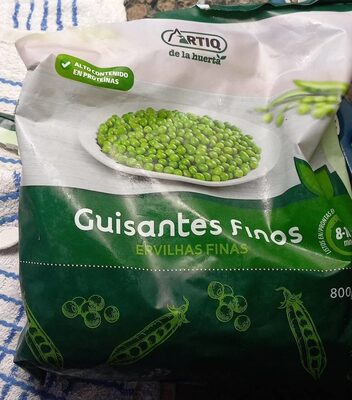 ARTIQ
de la huerta
ALTO CONTENIDO
EN PROTEÍNAS
Guisantes Finos
ERVILHAS FINAS
800